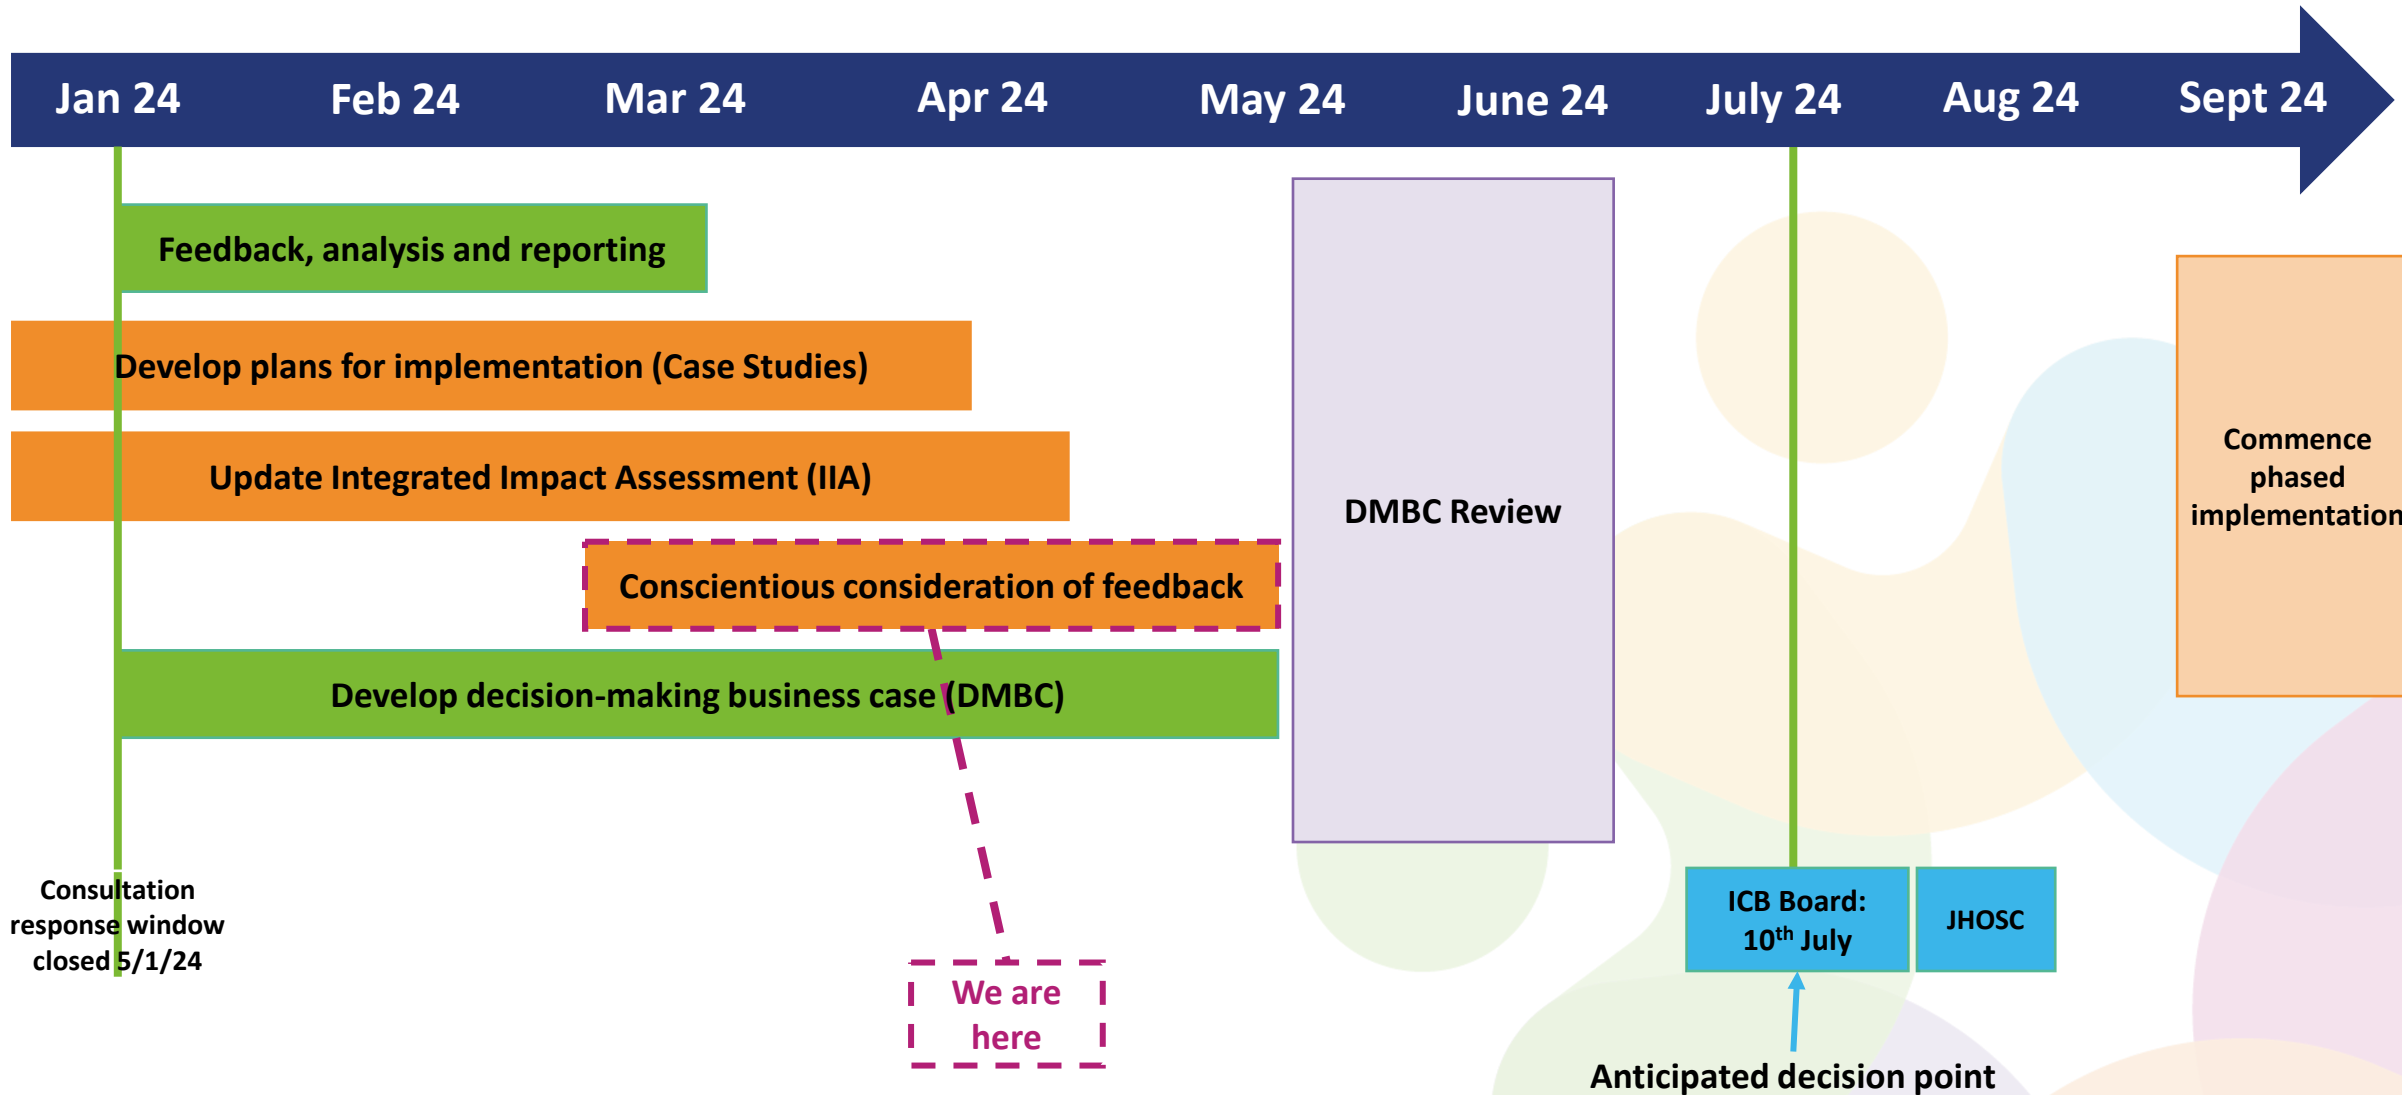 Jan 24 Feb 24 Mar 24 Apr 24 May 24 June 24 July 24 Aug 24 Sept 24
Feedback, analysis and reporting
Develop plans for implementation (Case Studies)
Update Integrated Impact Assessment (IIA)
Conscientious consideration of feedback
Develop decision-making business case (DMBC)
DMBC Review
Commence
phased
implementation
Consultation
response window
closed 5/1/24
We are
here
ICB Board:
10th July
JHOSC
Anticipated decision point